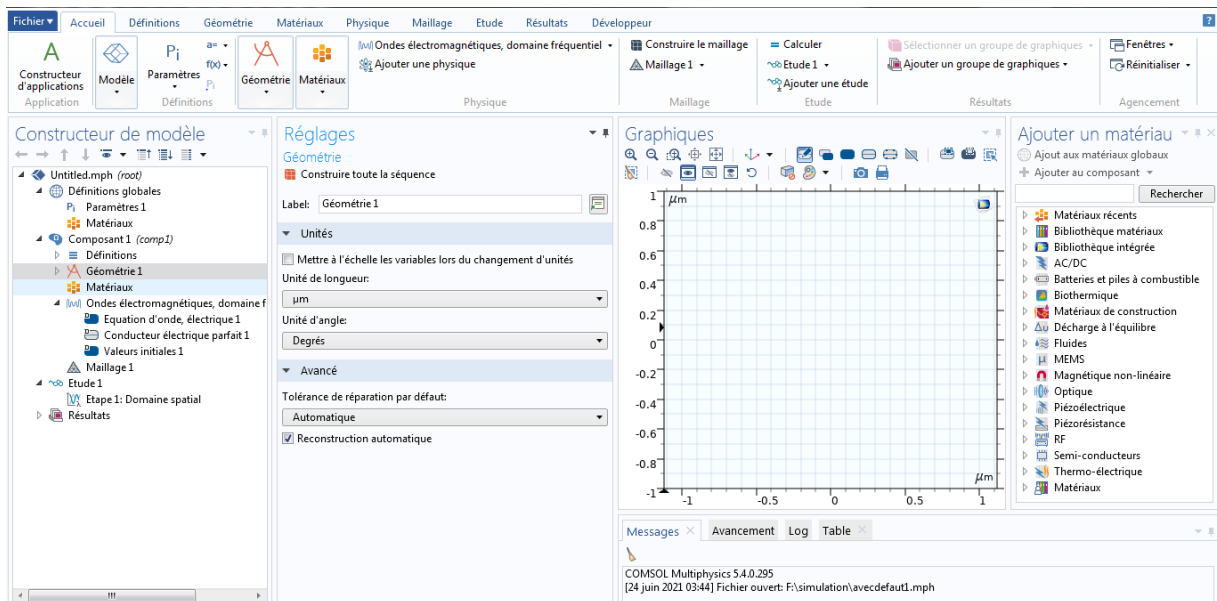 Fichier Accueil Définitions Géométrie Matériaux Physique Maillage Etude Résultats Développeur ?
A
Constructeur d'applications
Application
Modèle
Pi
Paramètres
a=
f(x)
Pi
Définitions
Géométrie
Matériaux
Ondes électromagnétiques, domaine fréquentiel
Ajouter une physique
Physique
Construire le maillage
Maillage 1
Maillage
= Calculer
Etude 1
Ajouter une étude
Etude
Sélectionner un groupe de graphiques
Ajouter un groupe de graphiques
Résultats
Fenêtres
Réinitialiser
Agencement
Constructeur de modèle
Untitled.mph (root)
Définitions globales
Pi Paramètres 1
Matériaux
Composant 1 (comp1)
Définitions
Géométrie 1
Matériaux
Ondes électromagnétiques, domaine f
Equation d'onde, électrique 1
Conducteur électrique parfait 1
Valeurs initiales 1
Maillage 1
Etude 1
Etape 1: Domaine spatial
Résultats
Réglages
Géométrie
Construire toute la séquence
Label: Géométrie 1
Unités
Mettre à l'échelle les variables lors du changement d'unités
Unité de longueur:
µm
Unité d'angle:
Degrés
Avancé
Tolérance de réparation par défaut:
Automatique
Reconstruction automatique
Graphiques
1
µm
0.8
0.6
0.4
0.2
0
-0.2
-0.4
-0.6
-0.8
µm
-1
-1 -0.5 0 0.5 1
Messages Avancement Log Table
COMSOL Multiphysics 5.4.0.295
[24 juin 2021 03:44] Fichier ouvert: F:\simulation\avecdefaut1.mph
Ajouter un matériau
Ajout aux matériaux globaux
Ajouter au composant
Rechercher
Matériaux récents
Bibliothèque matériaux
Bibliothèque intégrée
AC/DC
Batteries et piles à combustible
Biothermique
Matériaux de construction
Décharge à l'équilibre
Fluides
MEMS
Magnétique non-linéaire
Optique
Piézoélectrique
Piézorésistance
RF
Semi-conducteurs
Thermo-électrique
Matériaux